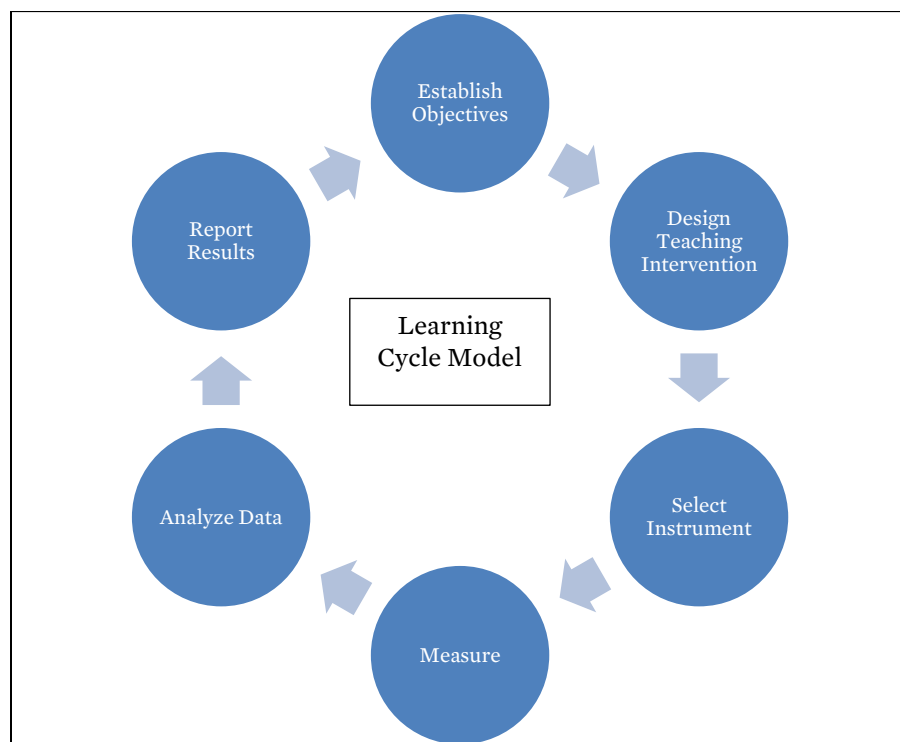 Establish
Objectives
Design
Teaching
Intervention
Select
Instrument
Measure
Analyze Data
Report
Results
Learning
Cycle Model